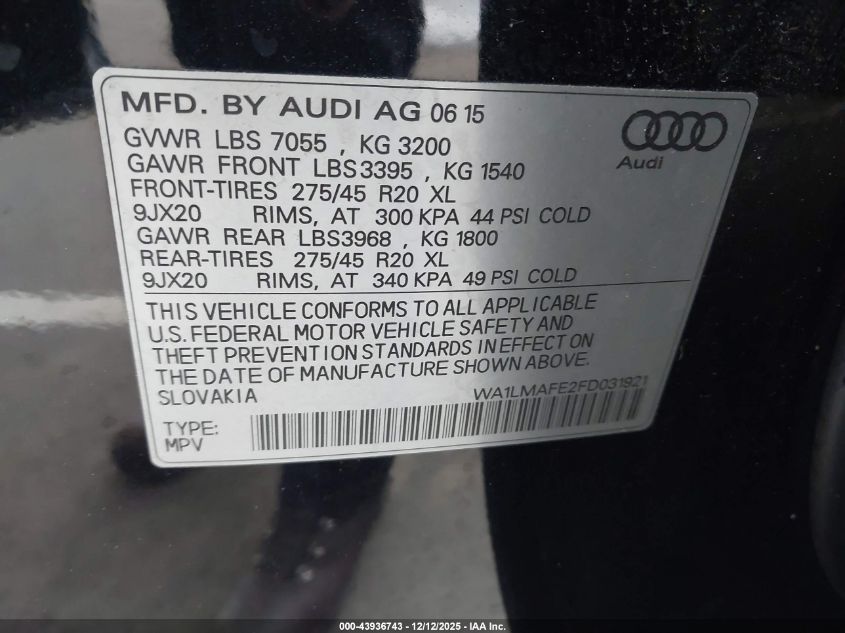 MFD. BY AUDI AG 06 15
GVWR LBS 7055 , KG 3200
GAWR FRONT LBS3395 , KG 1540
FRONT-TIRES 275/45 R20 XL
9JX20 RIMS, AT 300 KPA 44 PSI COLD
GAWR REAR LBS3968 , KG 1800
REAR-TIRES 275/45 R20 XL
9JX20 RIMS, AT 340 KPA 49 PSI COLD
Audi
THIS VEHICLE CONFORMS TO ALL APPLICABLE
U.S. FEDERAL MOTOR VEHICLE SAFETY AND
THEFT PREVENTION STANDARDS IN EFFECT ON
THE DATE OF MANUFACTURE SHOWN ABOVE.
SLOVAKIA WA1LMAFE2FD031921
TYPE:
MPV
000-43936743 - 12/12/2025 - IAA Inc.